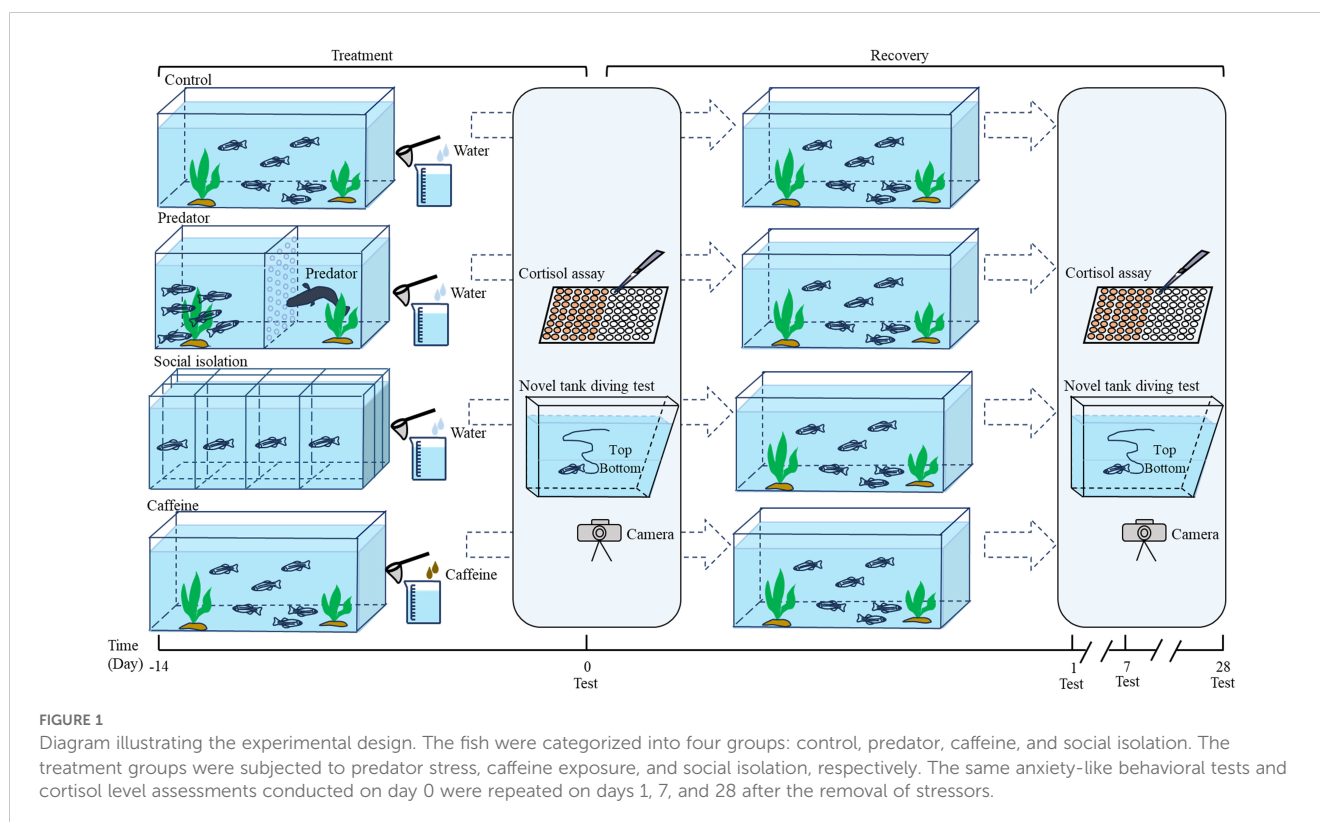 Treatment
Recovery
Control
Water
Predator
Predator
Water
Cortisol assay
Cortisol assay
Social isolation
Water
Novel tank diving test
Top
Bottom
Novel tank diving test
Top
Bottom
Caffeine
Caffeine
Camera
Camera
Time
(Day) -14
0
Test
1
Test
7
Test
28
Test
FIGURE 1
Diagram illustrating the experimental design. The fish were categorized into four groups: control, predator, caffeine, and social isolation. The
treatment groups were subjected to predator stress, caffeine exposure, and social isolation, respectively. The same anxiety-like behavioral tests and
cortisol level assessments conducted on day 0 were repeated on days 1, 7, and 28 after the removal of stressors.